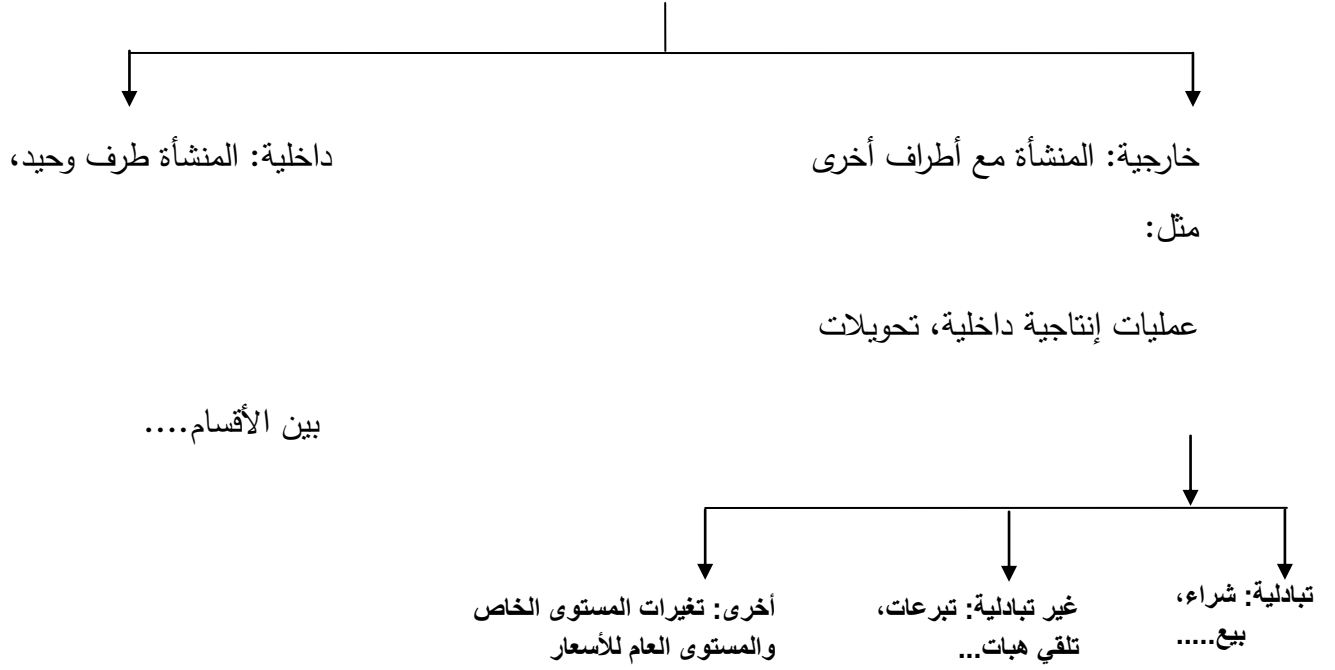 خارجية: المنشأة مع أطراف أخرى
داخلية: المنشأة طرف وحيد،
مثل:
عمليات إنتاجية داخلية، تحويلات
بين الأقسام....
تبادلية: شراء،
بيع.....
غير تبادلية: تبرعات،
تلقي هبات...
أخرى: تغيرات المستوى الخاص
والمستوى العام للأسعار